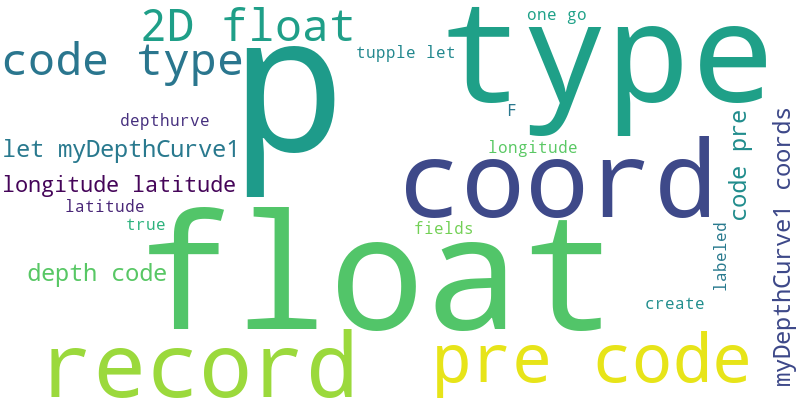 2D float
one go
code type
p
type
tupple let
F
depthurve
let myDepthCurve1
longitude
coord
code pre
myDepthCurve1 coords
longitude latitude
latitude
true
float
fields
labeled
depth code
create
record
pre code